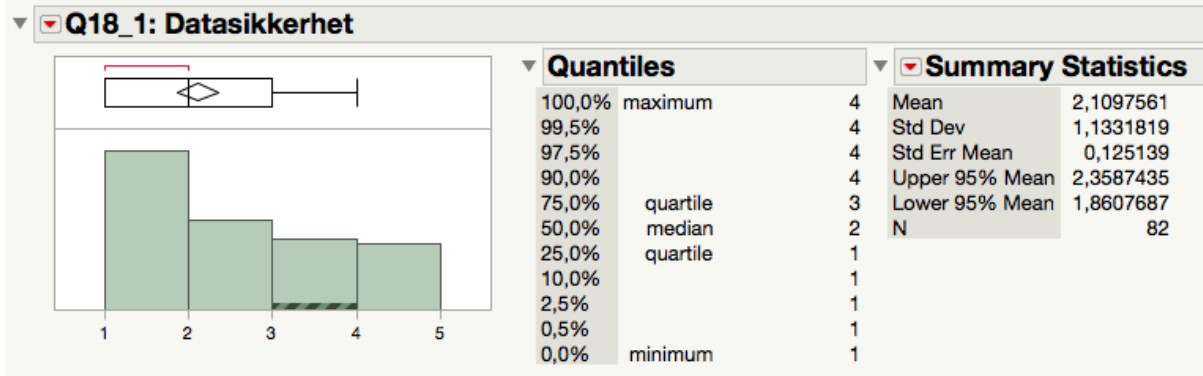 Q18_1: Datasikkerhet
1 2 3 4 5
Quantiles
100,0% maximum 4
99,5% 4
97,5% 4
90,0% 4
75,0% quartile 3
50,0% median 2
25,0% quartile 1
10,0% 1
2,5% 1
0,5% 1
0,0% minimum 1
Summary Statistics
Mean 2,1097561
Std Dev 1,1331819
Std Err Mean 0,125139
Upper 95% Mean 2,3587435
Lower 95% Mean 1,8607687
N 82